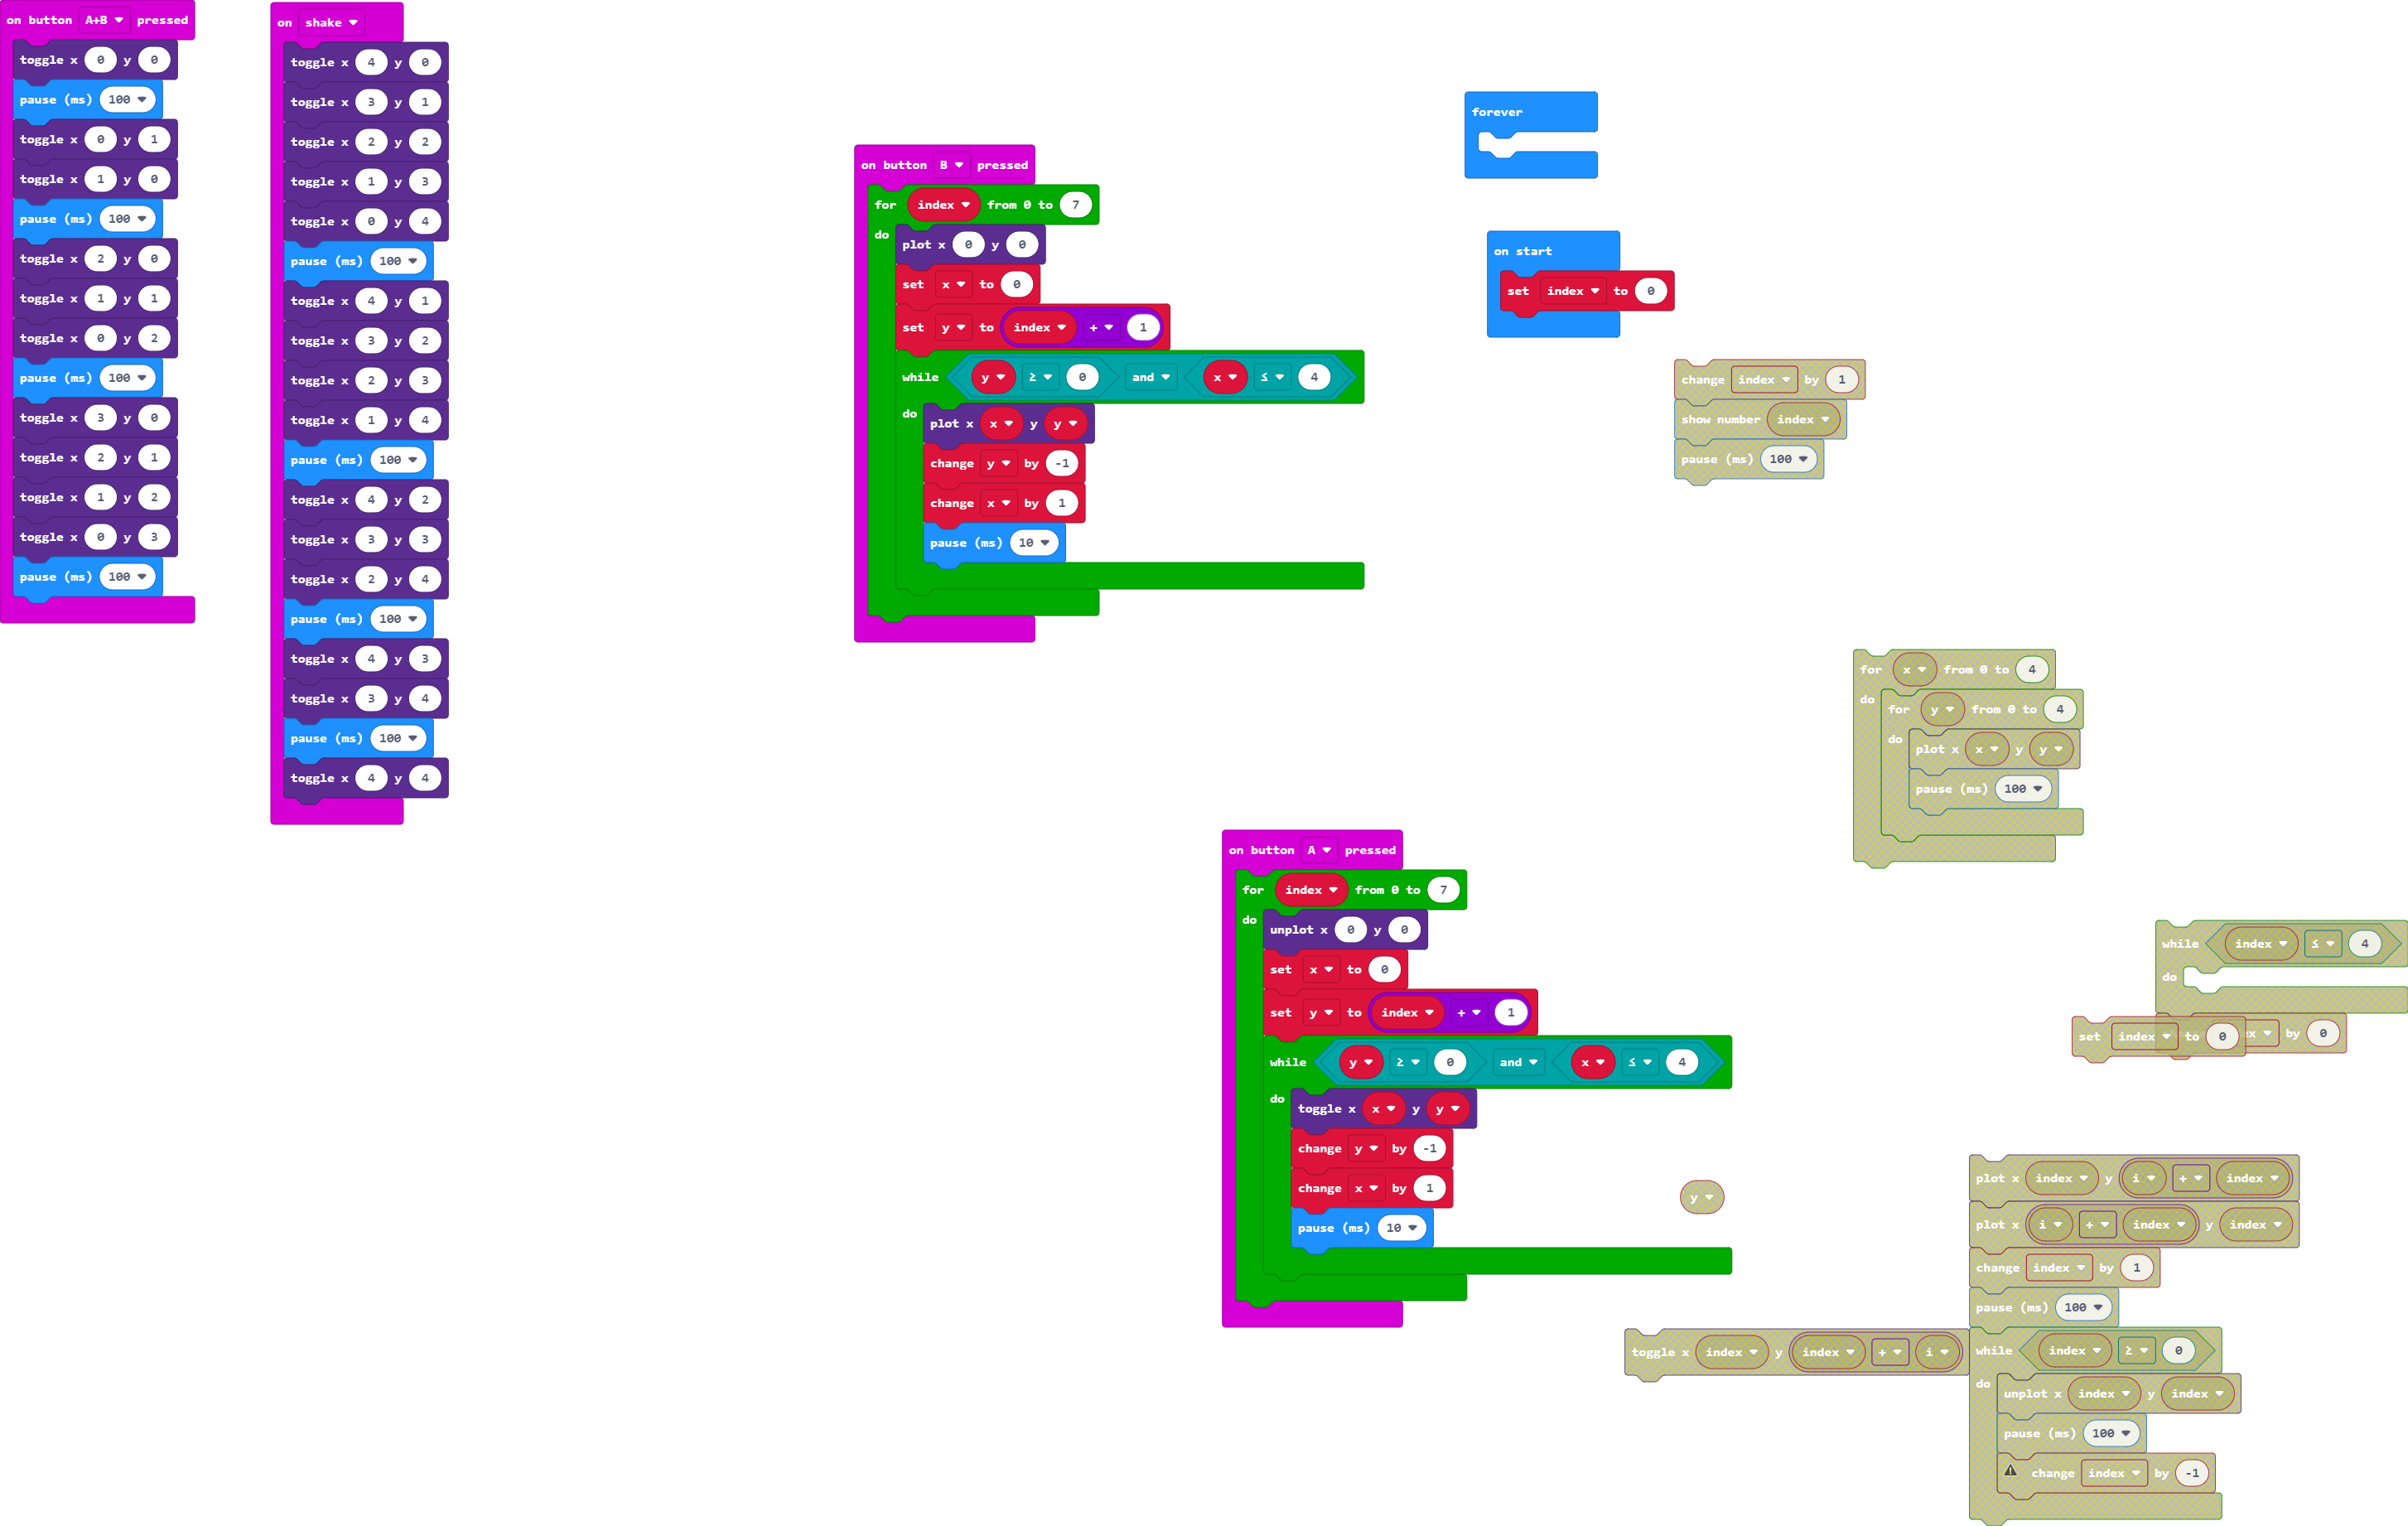 on button A+B pressed
toggle x 0 y 0
pause (ms) 100
toggle x 0 y 1
toggle x 1 y 0
pause (ms) 100
toggle x 2 y 0
toggle x 1 y 1
toggle x 0 y 2
pause (ms) 100
toggle x 3 y 0
toggle x 2 y 1
toggle x 1 y 2
toggle x 0 y 3
pause (ms) 100
on shake
toggle x 4 y 0
toggle x 3 y 1
toggle x 2 y 2
toggle x 1 y 3
toggle x 0 y 4
pause (ms) 100
toggle x 4 y 1
toggle x 3 y 2
toggle x 2 y 3
toggle x 1 y 4
pause (ms) 100
toggle x 4 y 2
toggle x 3 y 3
toggle x 2 y 4
pause (ms) 100
toggle x 4 y 3
toggle x 3 y 4
pause (ms) 100
toggle x 4 y 4
on button B pressed
for index from 0 to 7
do
plot x 0 y 0
set x to 0
set y to index + 1
while y ≥ 0 and x ≤ 4
do
plot x x y y
change y by -1
change x by 1
pause (ms) 10
forever
on start
set index to 0
change index by 1
show number index
pause (ms) 100
for x from 0 to 4
do
for y from 0 to 4
do
plot x x y y
pause (ms) 100
on button A pressed
for index from 0 to 7
do
unplot x 0 y 0
set x to 0
set y to index + 1
while y ≥ 0 and x ≤ 4
do
toggle x x y y
change y by -1
change x by 1
pause (ms) 10
while index ≤ 4
do
set index to 0
ex by 0
y
plot x index y i + index
plot x i + index y index
change index by 1
pause (ms) 100
toggle x index y index + i
while index ≥ 0
do
unplot x index y index
pause (ms) 100
change index by -1